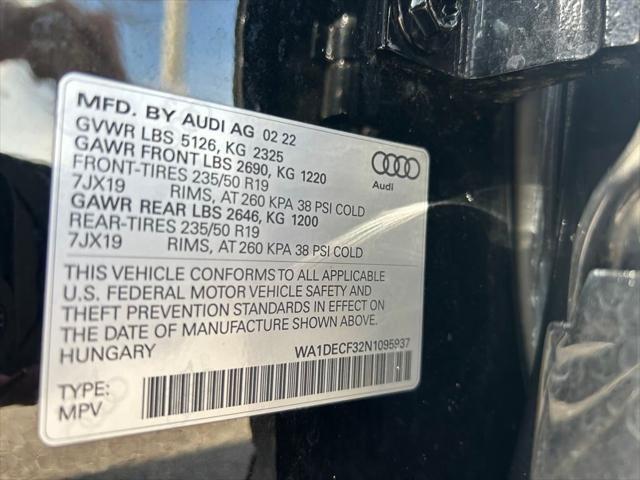 MFD. BY AUDI AG 02 22
GVWR LBS 5126, KG 2325
GAWR FRONT LBS 2690, KG 1220
FRONT-TIRES 235/50 R19
7JX19 RIMS, AT 260 KPA 38 PSI COLD
GAWR REAR LBS 2646, KG 1200
REAR-TIRES 235/50 R19
7JX19 RIMS, AT 260 KPA 38 PSI COLD
Audi
THIS VEHICLE CONFORMS TO ALL APPLICABLE
U.S. FEDERAL MOTOR VEHICLE SAFETY AND
THEFT PREVENTION STANDARDS IN EFFECT ON
THE DATE OF MANUFACTURE SHOWN ABOVE.
HUNGARY WA1DECF32N1095937
TYPE:
MPV